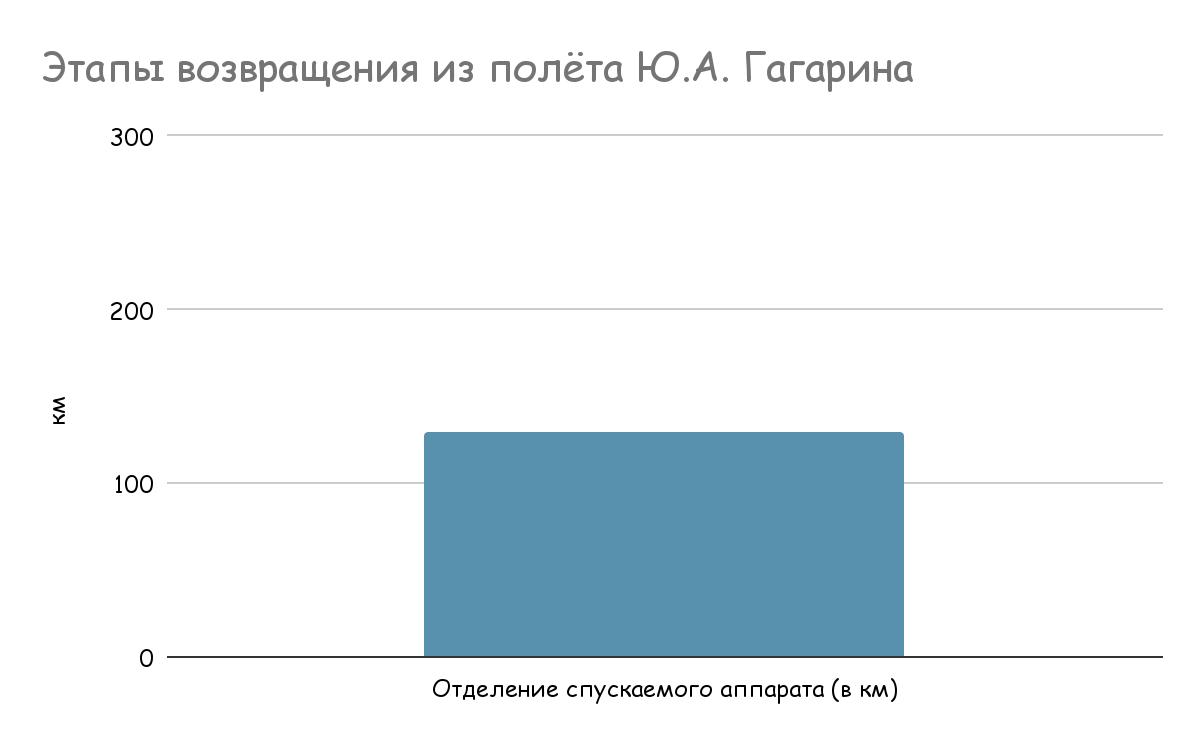 Этапы возвращения из полёта Ю.А. Гагарина
300
200
км
100
0
Отделение спускаемого аппарата (в км)